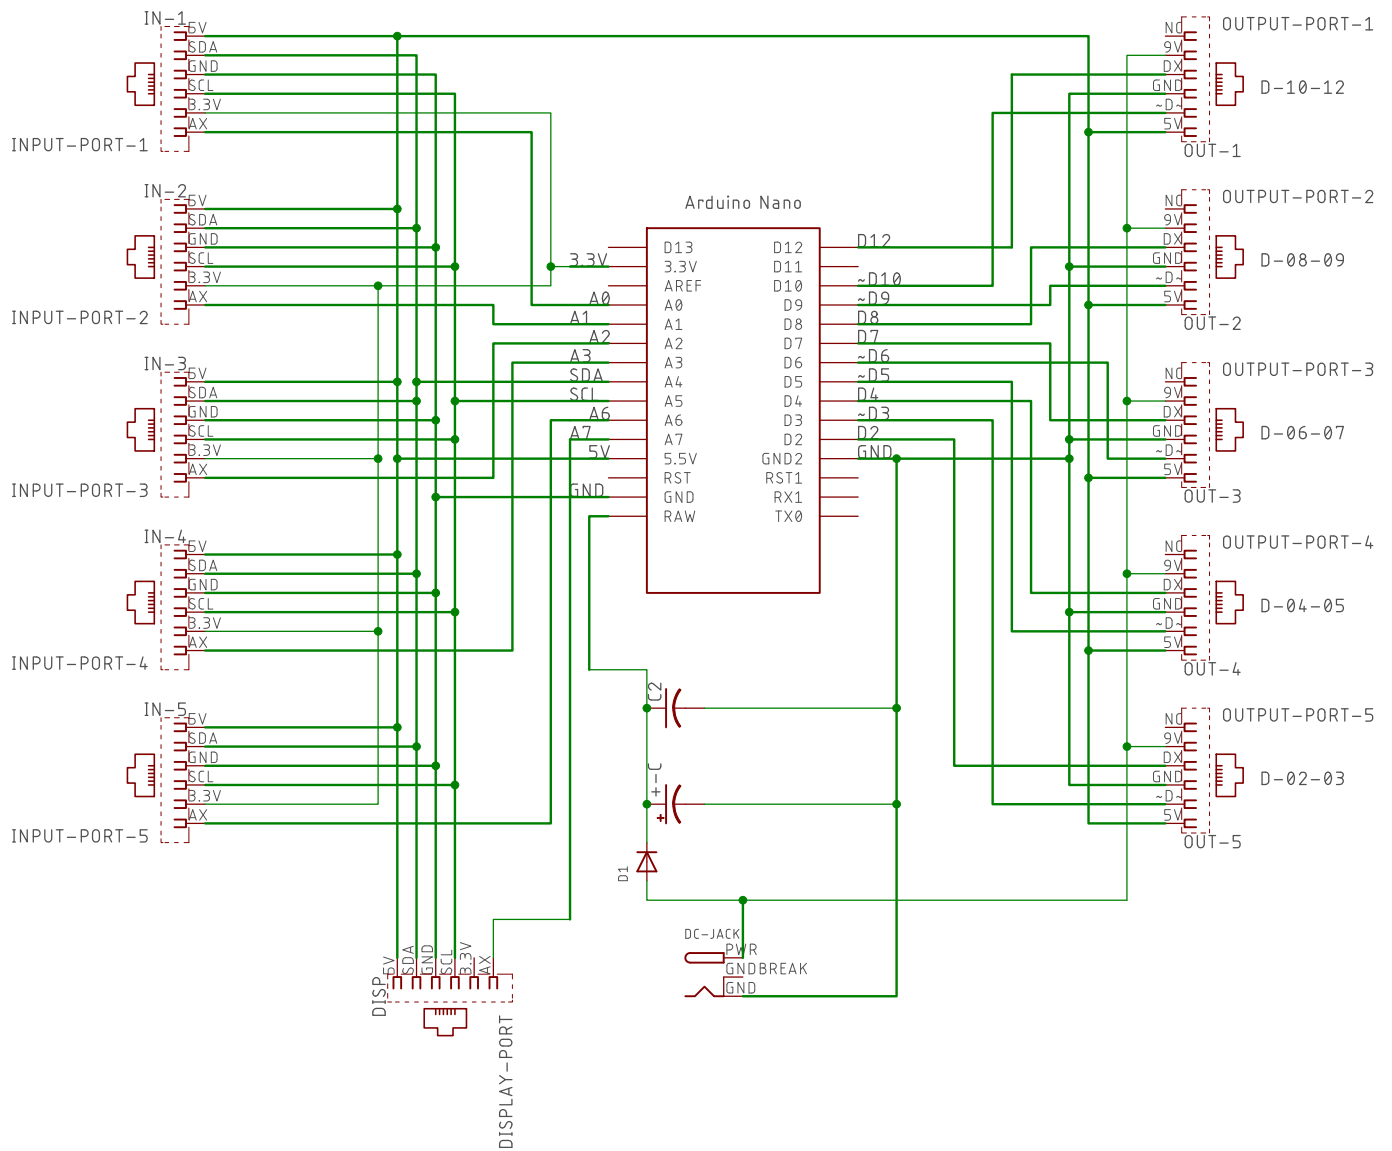 IN-1
5V
SDA
GND
SCL
3.3V
AX
INPUT-PORT-1
IN-2
5V
SDA
GND
SCL
3.3V
AX
INPUT-PORT-2
IN-3
5V
SDA
GND
SCL
3.3V
AX
INPUT-PORT-3
IN-4
5V
SDA
GND
SCL
3.3V
AX
INPUT-PORT-4
IN-5
5V
SDA
GND
SCL
3.3V
AX
INPUT-PORT-5
Arduino Nano
3.3V
A0
A1
A2
A3
SDA
SCL
A6
A7
5V
GND
D13
3.3V
AREF
A0
A1
A2
A3
A4
A5
A6
A7
5.5V
RST
GND
RAW
D12
D11
D10
D9
D8
D7
D6
D5
D4
D3
D2
GND2
RST1
RX1
TX0
D12
~D10
~D9
D8
D7
~D6
~D5
D4
~D3
D2
GND
C2
+-C
+
D1
DC-JACK
PWR
GNDBREAK
GND
DISP
5V
SDA
GND
SCL
3.3V
AX
DISPLAY-PORT
OUTPUT-PORT-1
NC
9V
DX
GND
~D~
5V
D-10-12
OUT-1
OUTPUT-PORT-2
NC
9V
DX
GND
~D~
5V
D-08-09
OUT-2
OUTPUT-PORT-3
NC
9V
DX
GND
~D~
5V
D-06-07
OUT-3
OUTPUT-PORT-4
NC
9V
DX
GND
~D~
5V
D-04-05
OUT-4
OUTPUT-PORT-5
NC
9V
DX
GND
~D~
5V
D-02-03
OUT-5